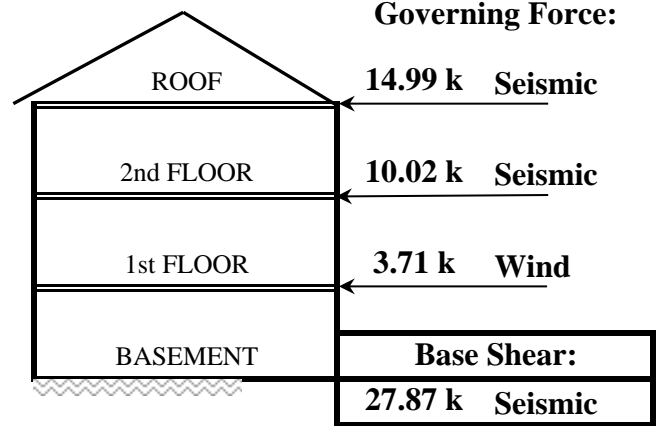 Governing Force:
ROOF 14.99 k Seismic
2nd FLOOR 10.02 k Seismic
1st FLOOR 3.71 k Wind
BASEMENT Base Shear:
27.87 k Seismic